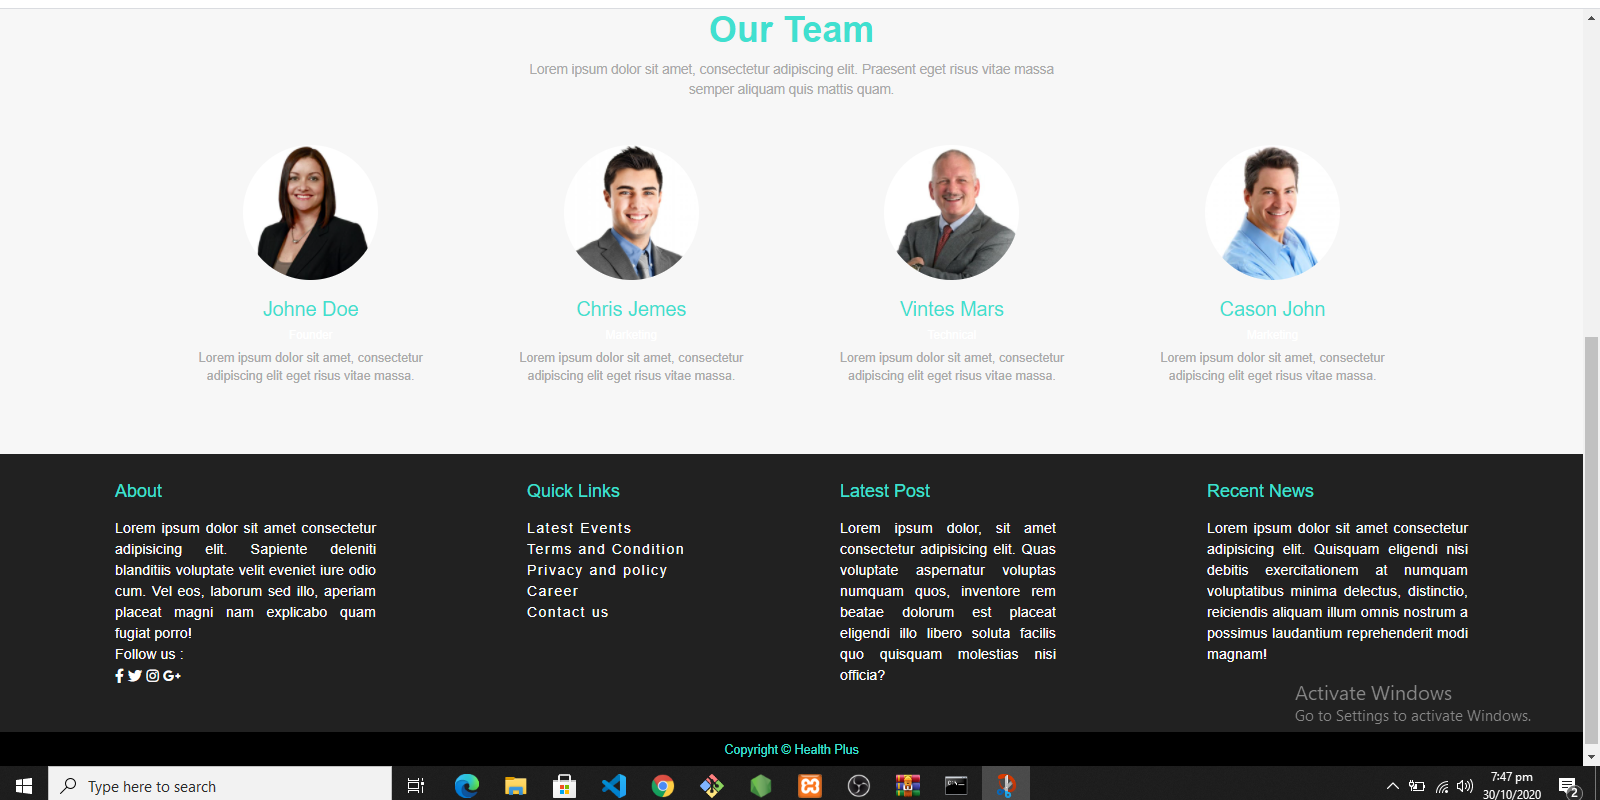 Our Team
Lorem ipsum dolor sit amet, consectetur adipiscing elit. Praesent eget risus vitae massa
semper aliquam quis mattis quam.
Johne Doe
Founder
Lorem ipsum dolor sit amet, consectetur
adipiscing elit eget risus vitae massa.
Chris Jemes
Marketing
Lorem ipsum dolor sit amet, consectetur
adipiscing elit eget risus vitae massa.
Vintes Mars
Technical
Lorem ipsum dolor sit amet, consectetur
adipiscing elit eget risus vitae massa.
Cason John
Marketing
Lorem ipsum dolor sit amet, consectetur
adipiscing elit eget risus vitae massa.
About
Lorem ipsum dolor sit amet consectetur
adipisicing elit. Sapiente deleniti
blanditiis voluptate velit eveniet iure odio
cum. Vel eos, laborum sed illo, aperiam
placeat magni nam explicabo quam
fugiat porro!
Follow us :
Quick Links
Latest Events
Terms and Condition
Privacy and policy
Career
Contact us
Latest Post
Lorem ipsum dolor, sit amet
consectetur adipisicing elit. Quas
voluptate aspernatur voluptas
numquam quos, inventore rem
beatae dolorum est placeat
eligendi illo libero soluta facilis
quo quisquam molestias nisi
officia?
Recent News
Lorem ipsum dolor sit amet consectetur
adipisicing elit. Quisquam eligendi nisi
debitis exercitationem at numquam
voluptatibus minima delectus, distinctio,
reiciendis aliquam illum omnis nostrum a
possimus laudantium reprehenderit modi
magnam!
Activate Windows
Go to Settings to activate Windows.
Copyright © Health Plus
Type here to search
7:47 pm
30/10/2020
2